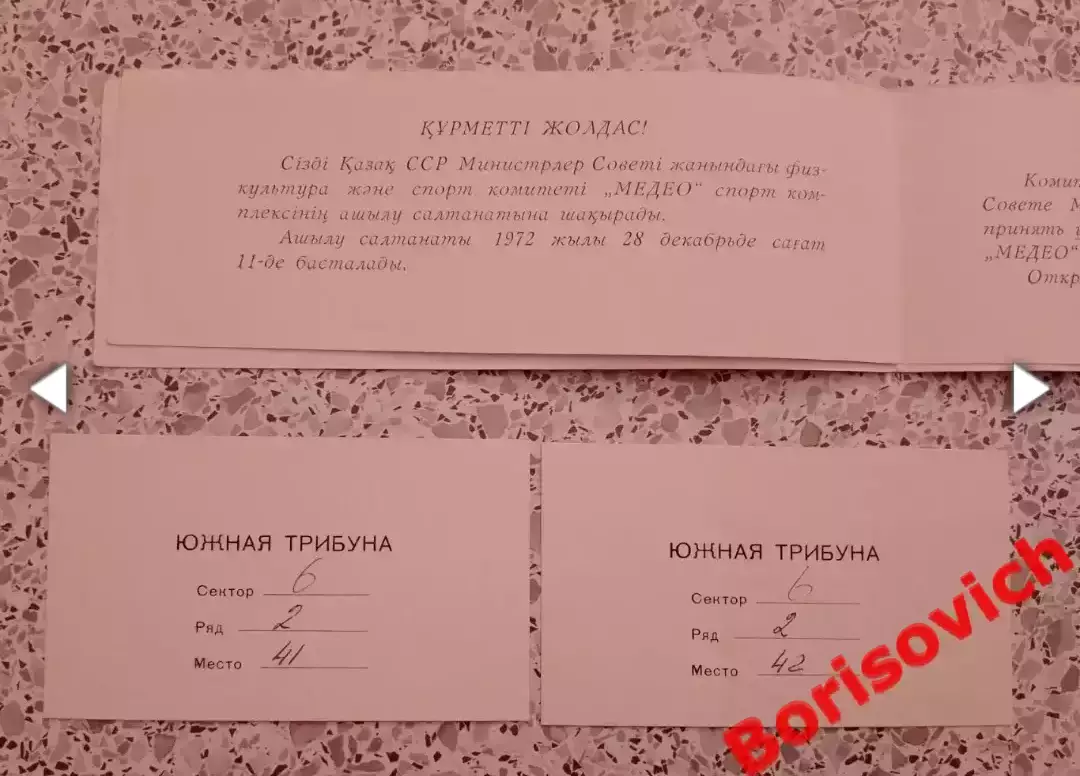 ҚҰРМЕТТІ ЖОЛДАС!
Сізді Қазақ ССР Министрлер Советі жанындағы физ-
культура және спорт комитеті „МЕДЕО“ спорт ком-
плексінің ашылу салтанатына шақырады.
Ашылу салтанаты 1972 жылы 28 декабрьде сағат
11-де басталады.
Комит
Совете М
принять
„МЕДЕО“
Откр
ЮЖНАЯ ТРИБУНА
Сектор 6
Ряд 2
Место 41
ЮЖНАЯ ТРИБУНА
Сектор 6
Ряд 2
Место 42
Borisovich